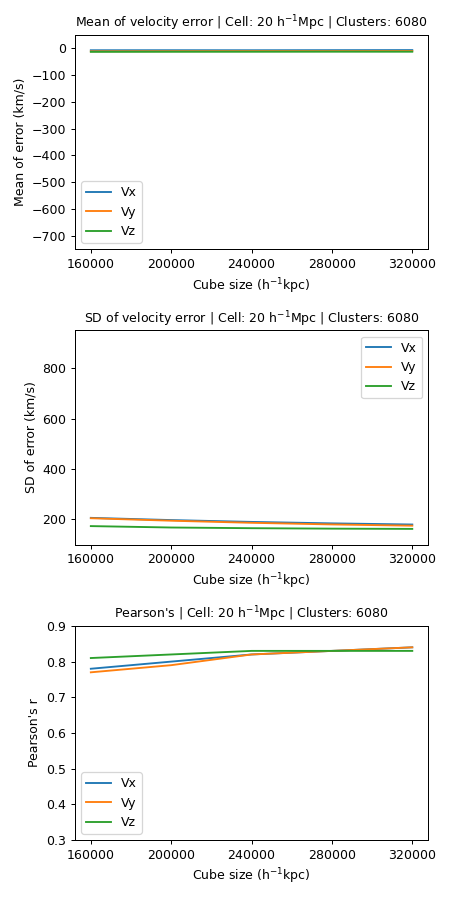 Mean of velocity error | Cell: 20 h⁻¹Mpc | Clusters: 6080
Mean of error (km/s)
0
−100
−200
−300
−400
−500
−600
−700
Vx
Vy
Vz
160000 200000 240000 280000 320000
Cube size (h⁻¹kpc)
SD of velocity error | Cell: 20 h⁻¹Mpc | Clusters: 6080
SD of error (km/s)
800
600
400
200
Vx
Vy
Vz
160000 200000 240000 280000 320000
Cube size (h⁻¹kpc)
Pearson's | Cell: 20 h⁻¹Mpc | Clusters: 6080
Pearson's r
0.9
0.8
0.7
0.6
0.5
0.4
0.3
Vx
Vy
Vz
160000 200000 240000 280000 320000
Cube size (h⁻¹kpc)